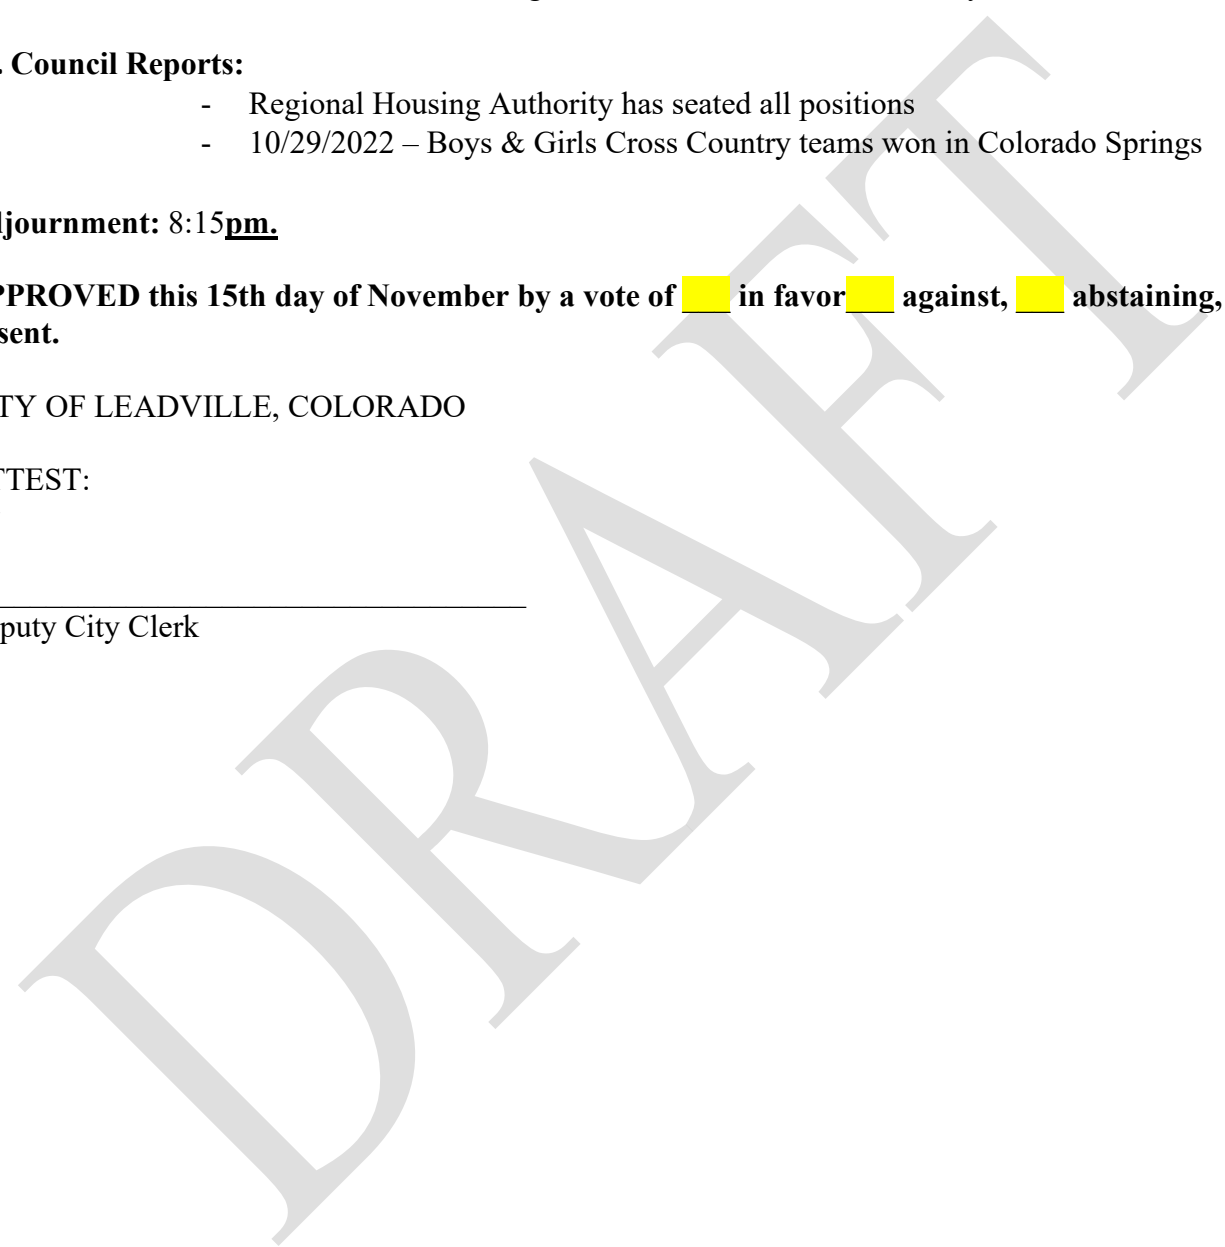 . Council Reports:
- Regional Housing Authority has seated all positions
- 10/29/2022 – Boys & Girls Cross Country teams won in Colorado Springs
ljournment: 8:15pm.
PPROVED this 15th day of November by a vote of ___ in favor___ against, ___ abstaining,
sent.
TY OF LEADVILLE, COLORADO
TTEST:
puty City Clerk
DRAFT